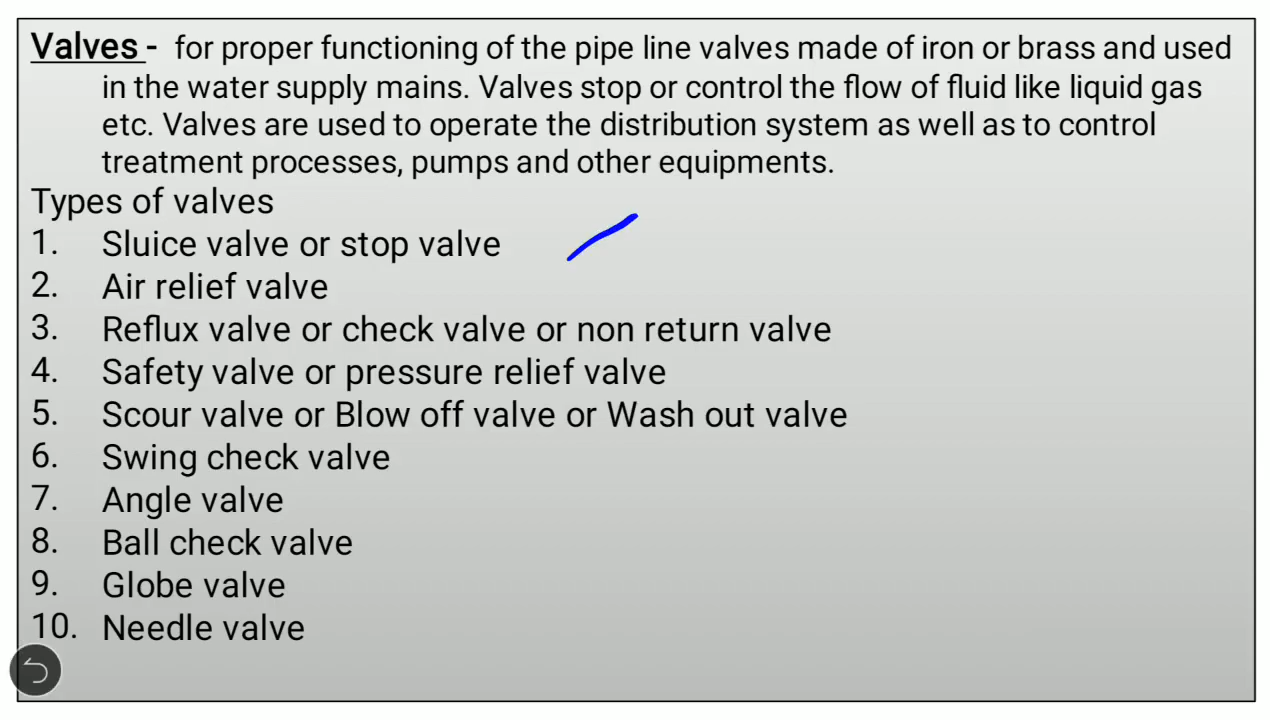 Valves - for proper functioning of the pipe line valves made of iron or brass and used
in the water supply mains. Valves stop or control the flow of fluid like liquid gas
etc. Valves are used to operate the distribution system as well as to control
treatment processes, pumps and other equipments.
Types of valves
1. Sluice valve or stop valve
2. Air relief valve
3. Reflux valve or check valve or non return valve
4. Safety valve or pressure relief valve
5. Scour valve or Blow off valve or Wash out valve
6. Swing check valve
7. Angle valve
8. Ball check valve
9. Globe valve
10. Needle valve